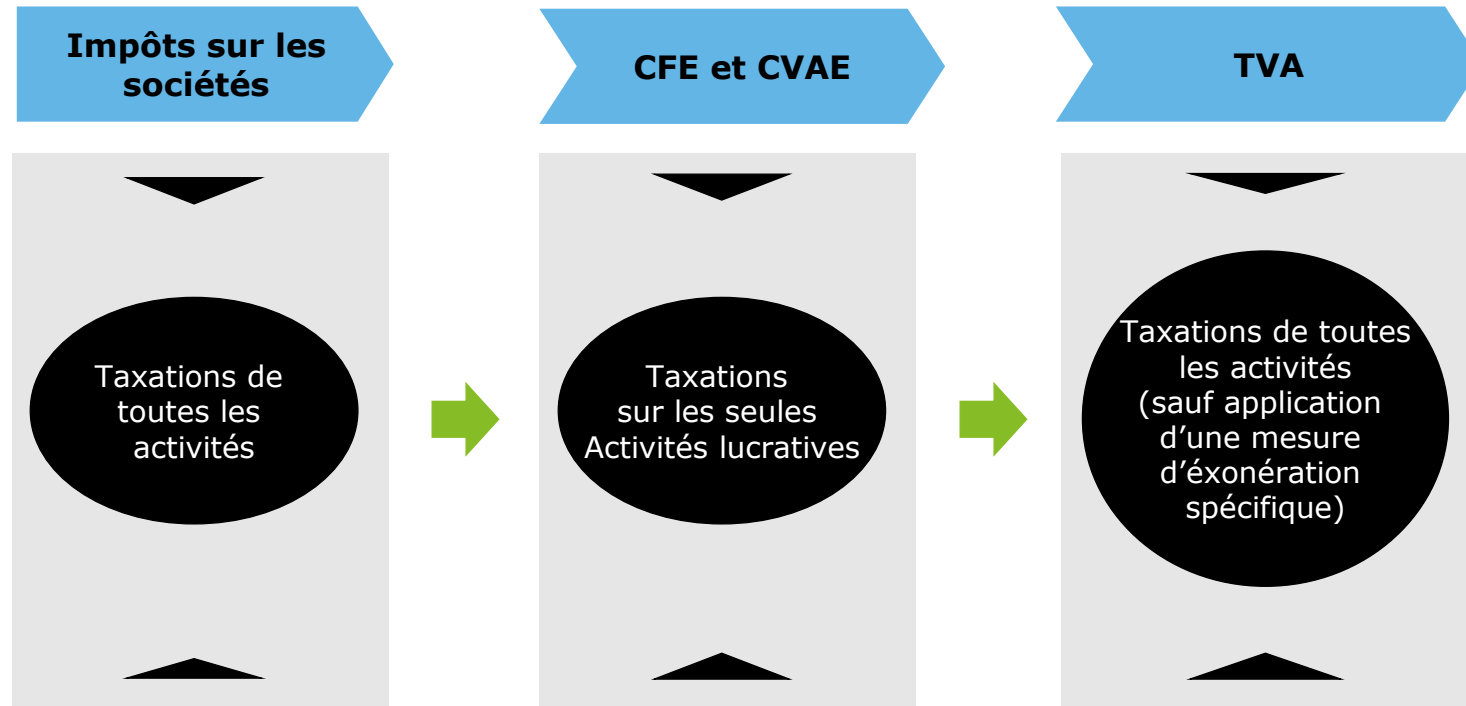 Impôts sur les
sociétés
CFE et CVAE
TVA
Taxations de
toutes les
activités
Taxations
sur les seules
Activités lucratives
Taxations de toutes
les activités
(sauf application
d'une mesure
d'éxonération
spécifique)